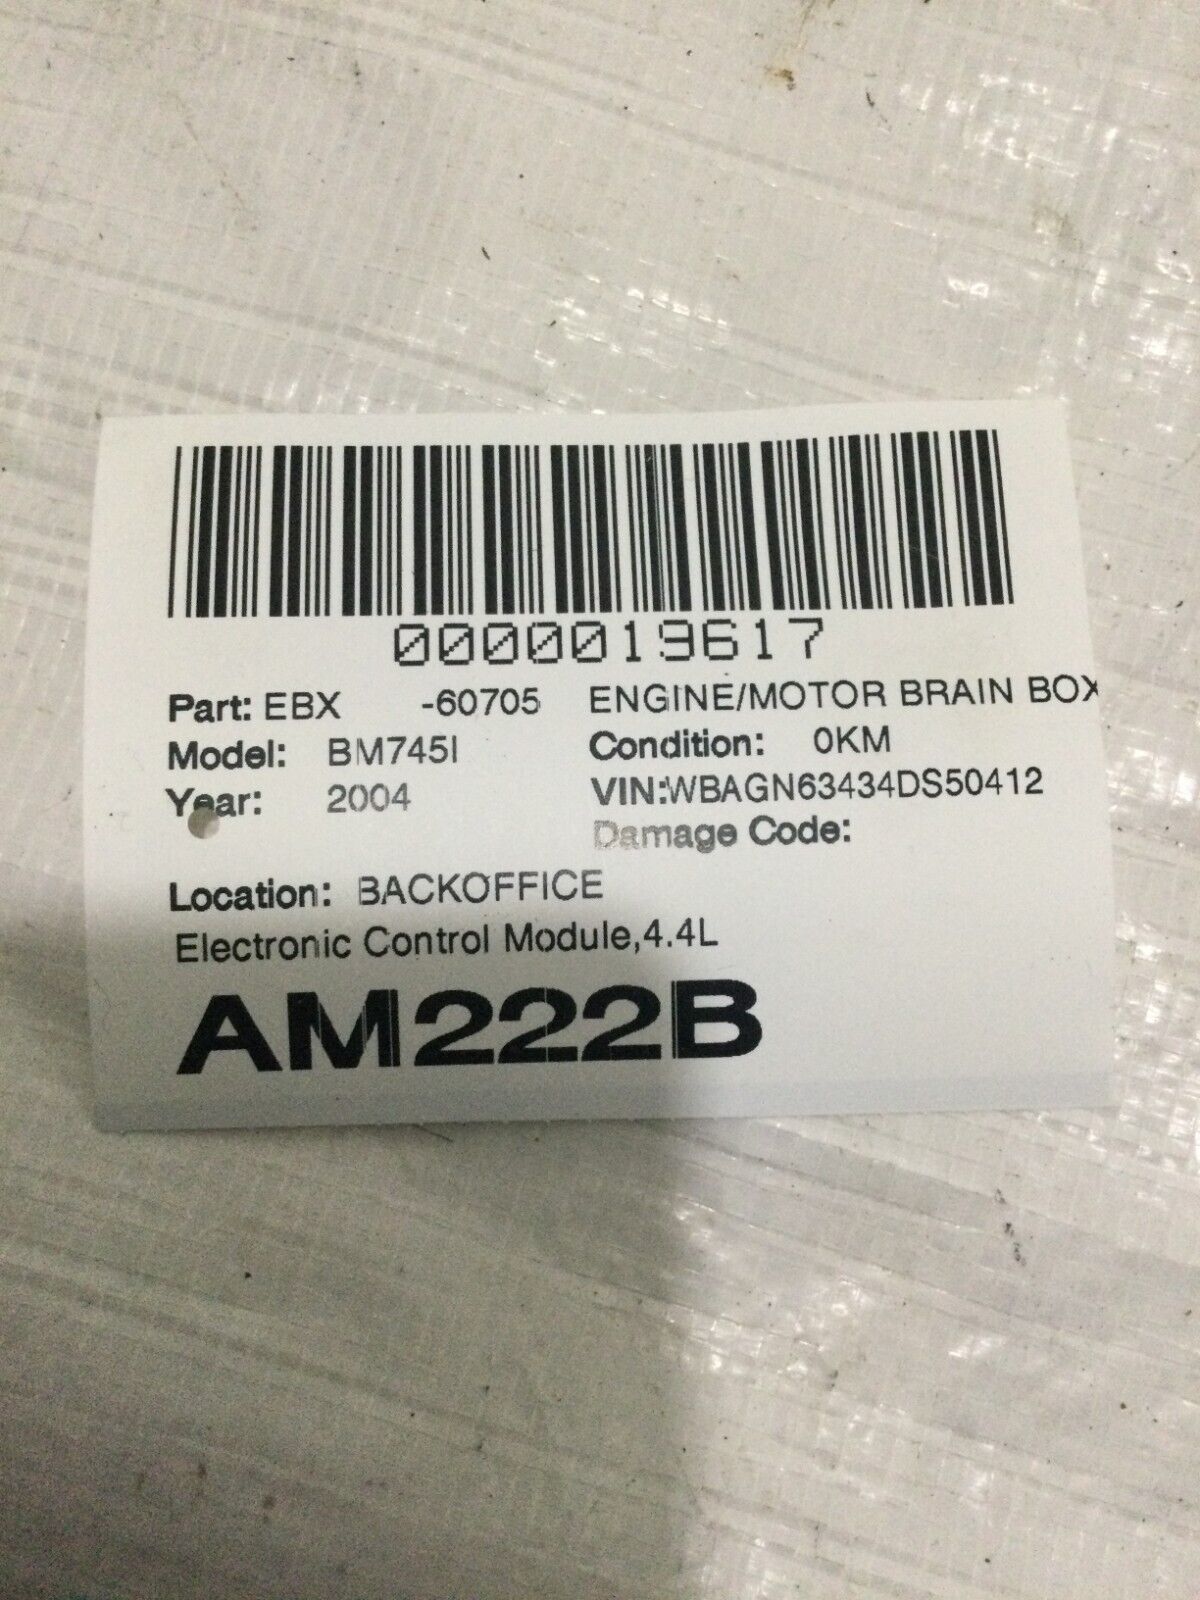 0000019617
Part: EBX -60705 ENGINE/MOTOR BRAIN BOX
Model: BM745I Condition: 0KM
Year: 2004 VIN:WBAGN63434DS50412
Damage Code:
Location: BACKOFFICE
Electronic Control Module,4.4L
AM222B